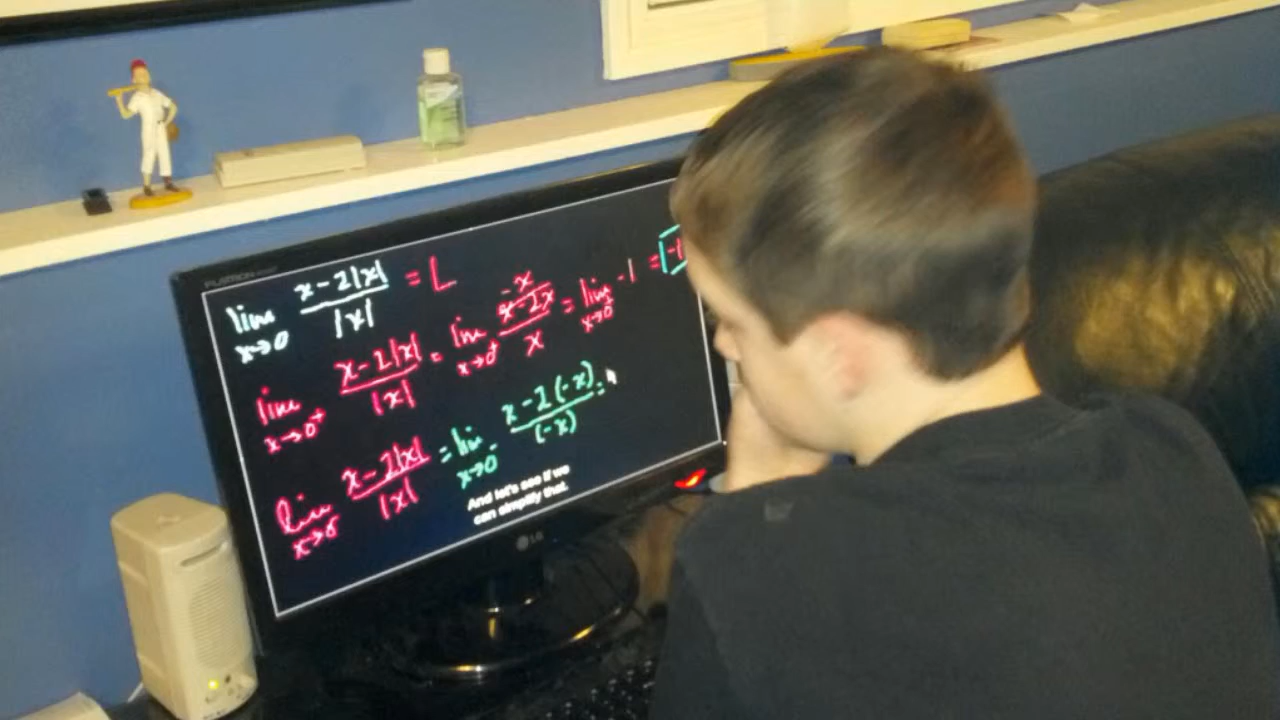 lim x→0 x-2|x| / |x| = L
lim x→0⁺ x-2|x| / |x| = lim x→0⁺ -x x-2x / x = lim x→0 -1 = -1
lim x→0⁻ x-2|x| / |x| = lim x→0⁻ x-2(-x) / (-x) =
And let's see if we
can simplify that.
LG